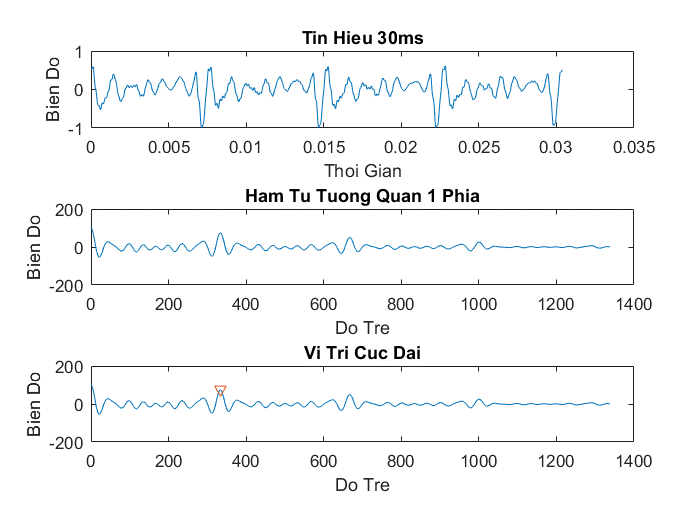 Tin Hieu 30ms
1
0
-1
Bien Do
0 0.005 0.01 0.015 0.02 0.025 0.03 0.035
Thoi Gian
Ham Tu Tuong Quan 1 Phia
200
0
-200
Bien Do
0 200 400 600 800 1000 1200 1400
Do Tre
Vi Tri Cuc Dai
200
0
-200
Bien Do
0 200 400 600 800 1000 1200 1400
Do Tre